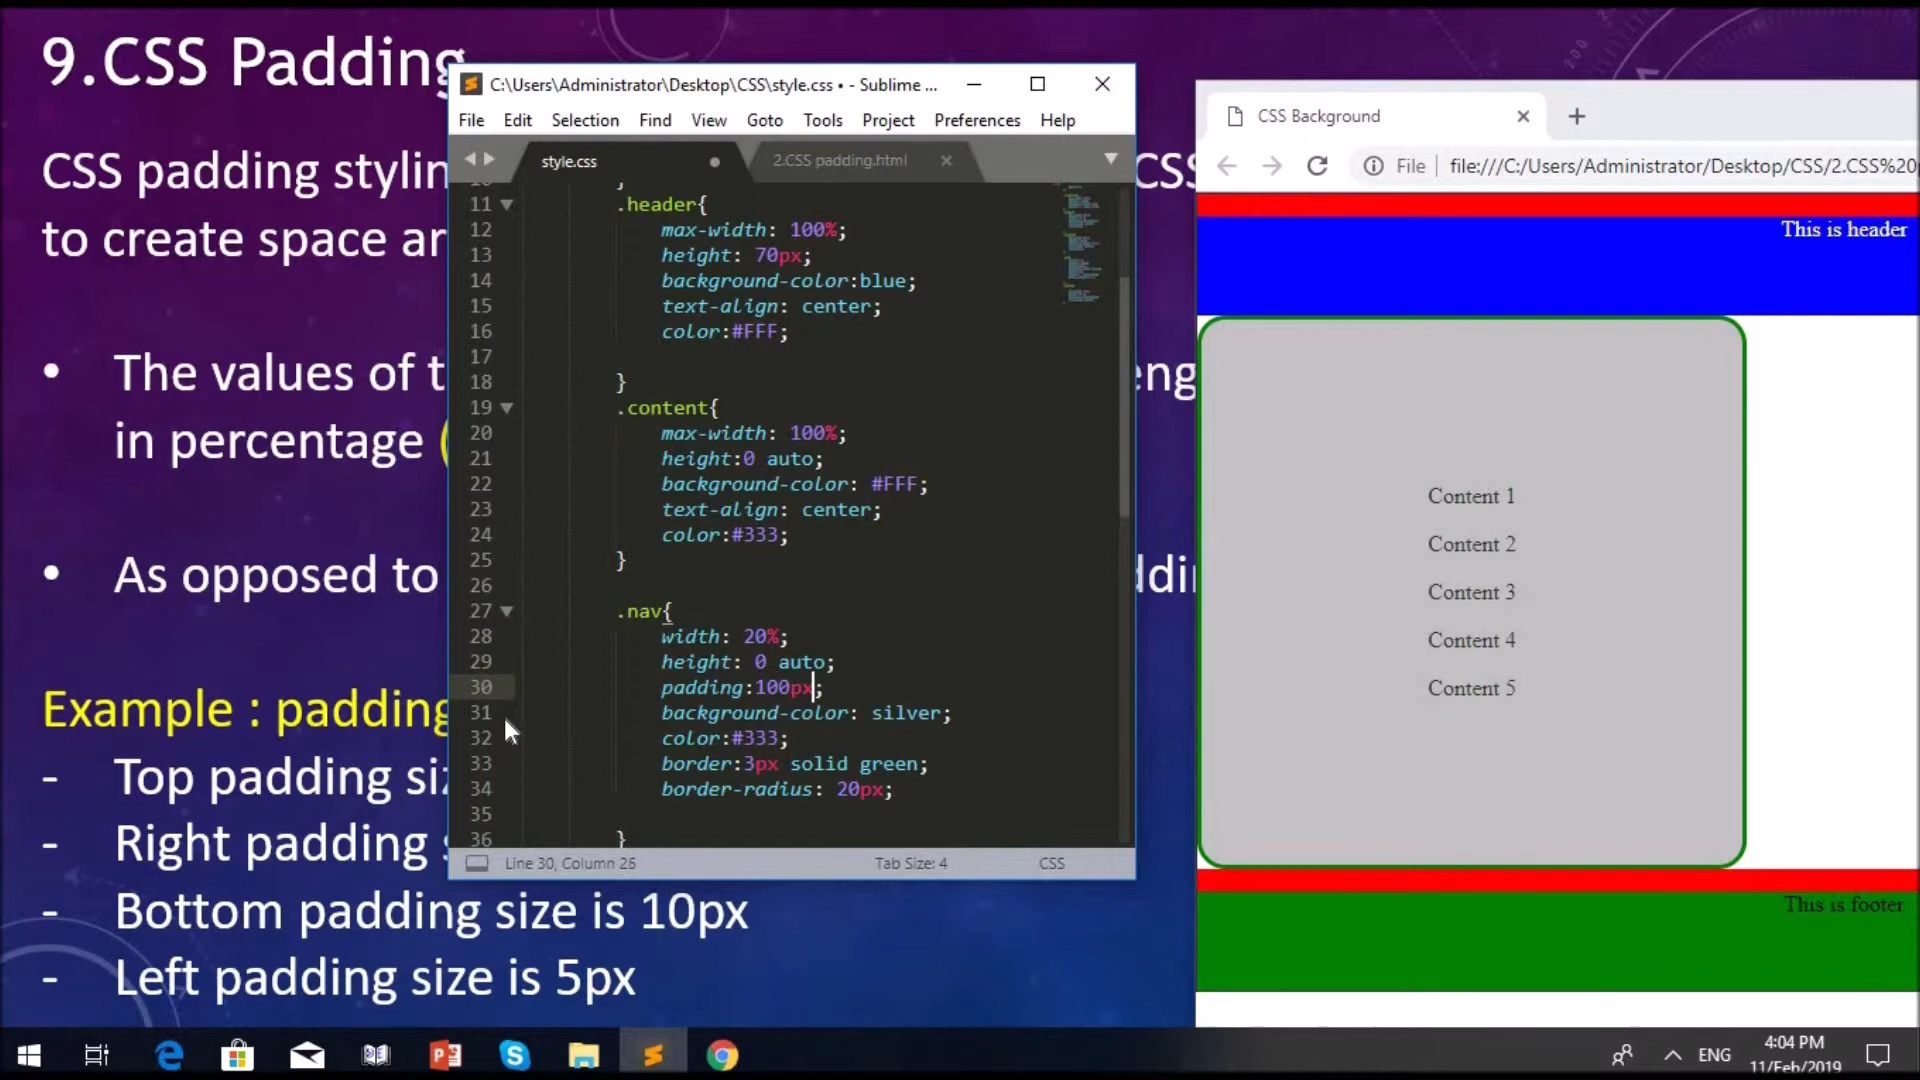 9.CSS Padding
CSS padding stylin
to create space ar
• The values of t
in percentage (
• As opposed to
Example : padding
- Top padding siz
- Right padding s
- Bottom padding size is 10px
- Left padding size is 5px
C:\Users\Administrator\Desktop\CSS\style.css • - Sublime ...
File Edit Selection Find View Goto Tools Project Preferences Help
style.css
2.CSS padding.html
11 .header{
12 max-width: 100%;
13 height: 70px;
14 background-color:blue;
15 text-align: center;
16 color:#FFF;
17
18 }
19 .content{
20 max-width: 100%;
21 height:0 auto;
22 background-color: #FFF;
23 text-align: center;
24 color:#333;
25 }
26
27 .nav{
28 width: 20%;
29 height: 0 auto;
30 padding:100px;
31 background-color: silver;
32 color:#333;
33 border:3px solid green;
34 border-radius: 20px;
35
36 }
Line 30, Column 26
Tab Size: 4
CSS
CSS
eng
ddi
CSS Background
File
file:///C:/Users/Administrator/Desktop/CSS/2.CSS%20
This is header
Content 1
Content 2
Content 3
Content 4
Content 5
This is footer
ENG
4:04 PM
11/Feb/2019